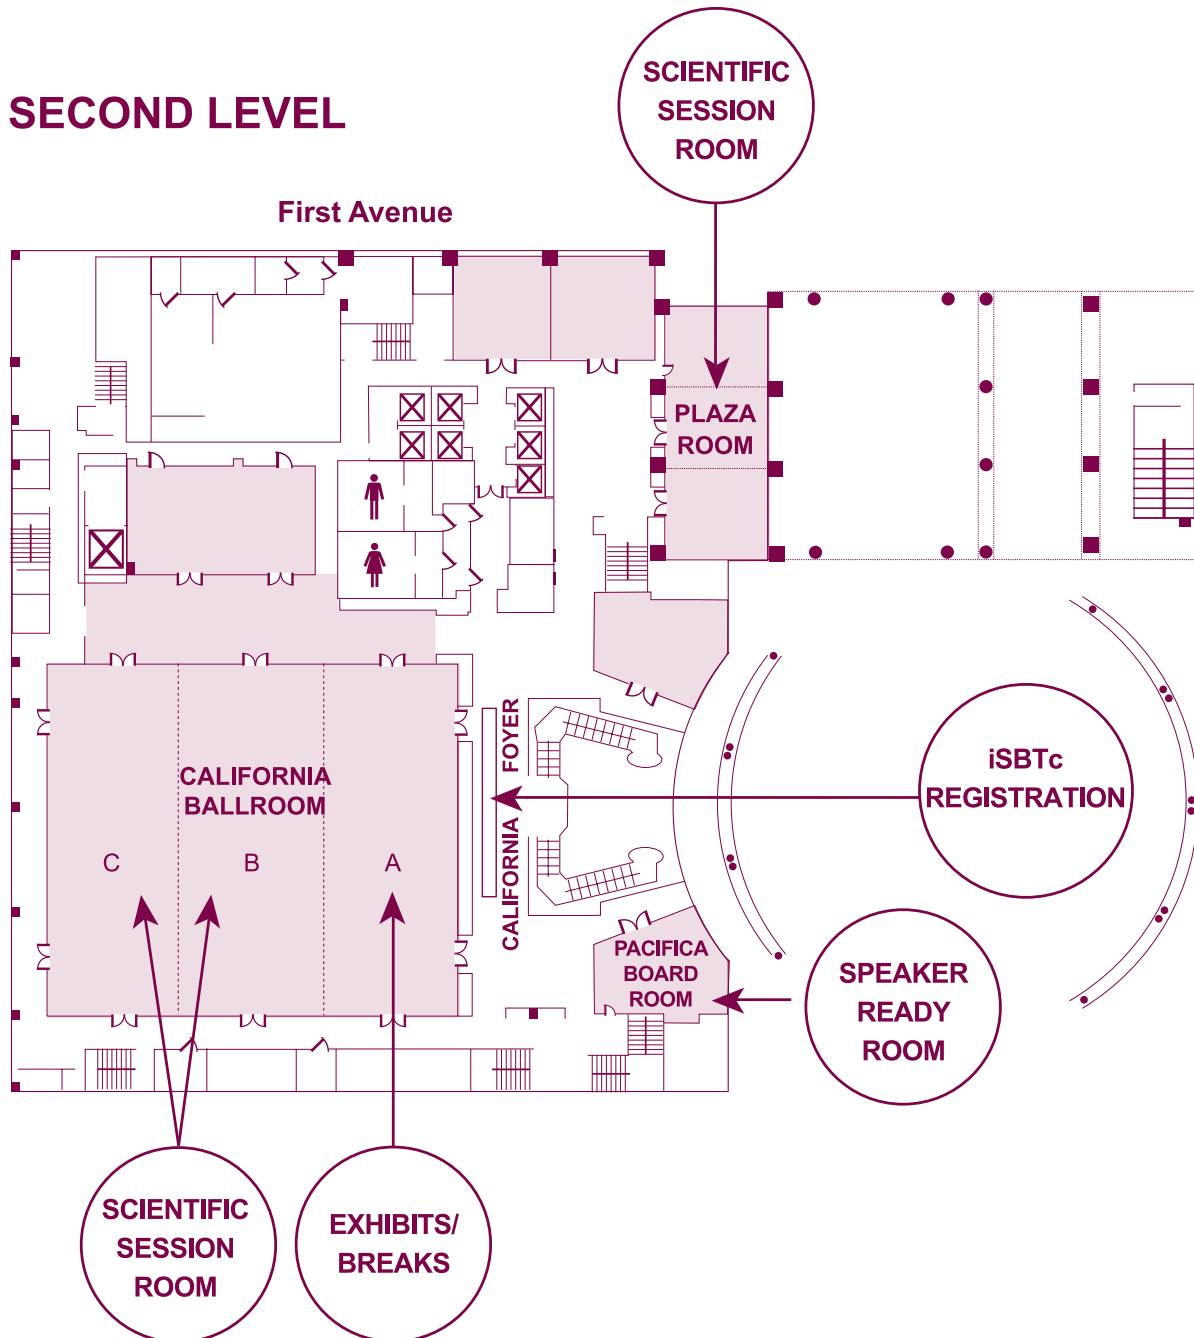 SECOND LEVEL
SCIENTIFIC
SESSION
ROOM
First Avenue
PLAZA
ROOM
CALIFORNIA
BALLROOM
C
B
A
CALIFORNIA FOYER
iSBTc
REGISTRATION
PACIFICA
BOARD
ROOM
SPEAKER
READY
ROOM
SCIENTIFIC
SESSION
ROOM
EXHIBITS/
BREAKS